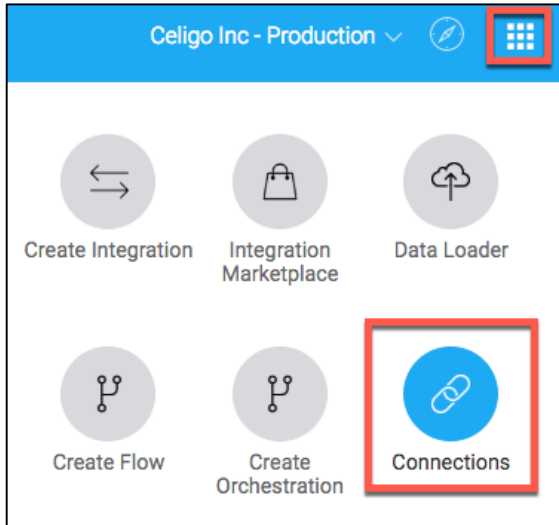 Celigo Inc - Production
Create Integration
Integration
Marketplace
Data Loader
Create Flow
Create
Orchestration
Connections